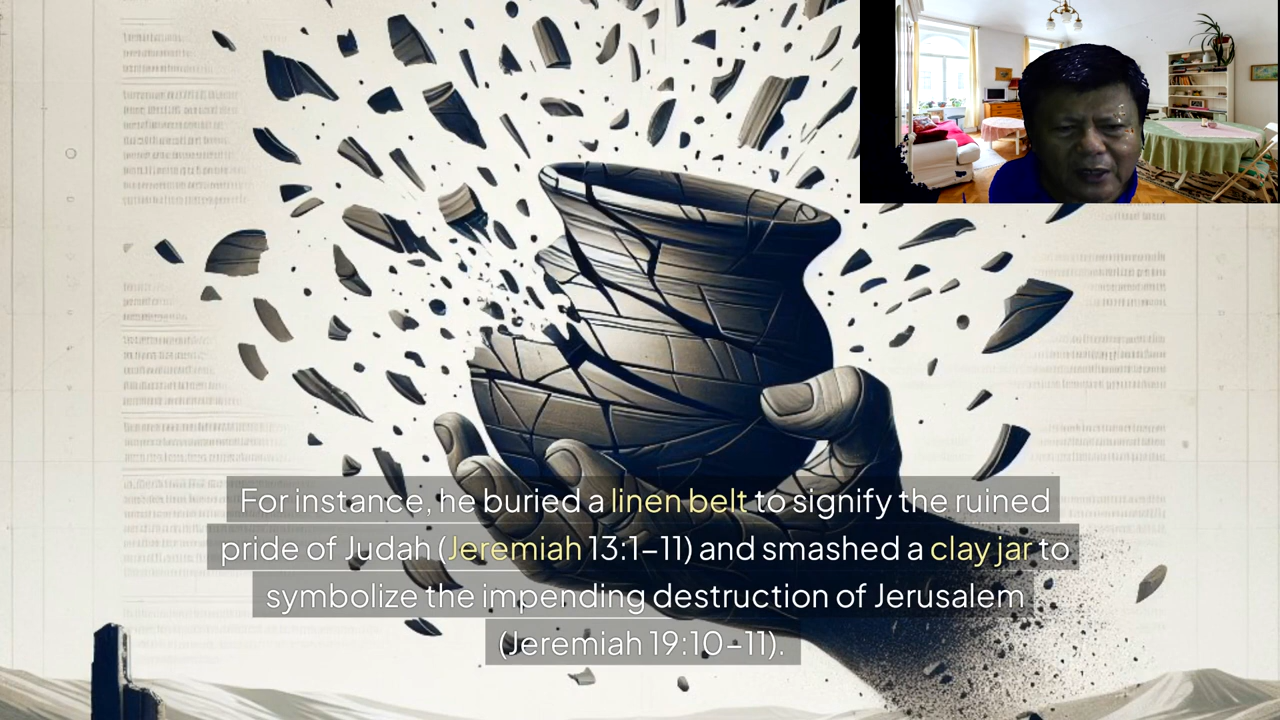 For instance, he buried a linen belt to signify the ruined
pride of Judah (Jeremiah 13:1–11) and smashed a clay jar to
symbolize the impending destruction of Jerusalem
(Jeremiah 19:10–11).